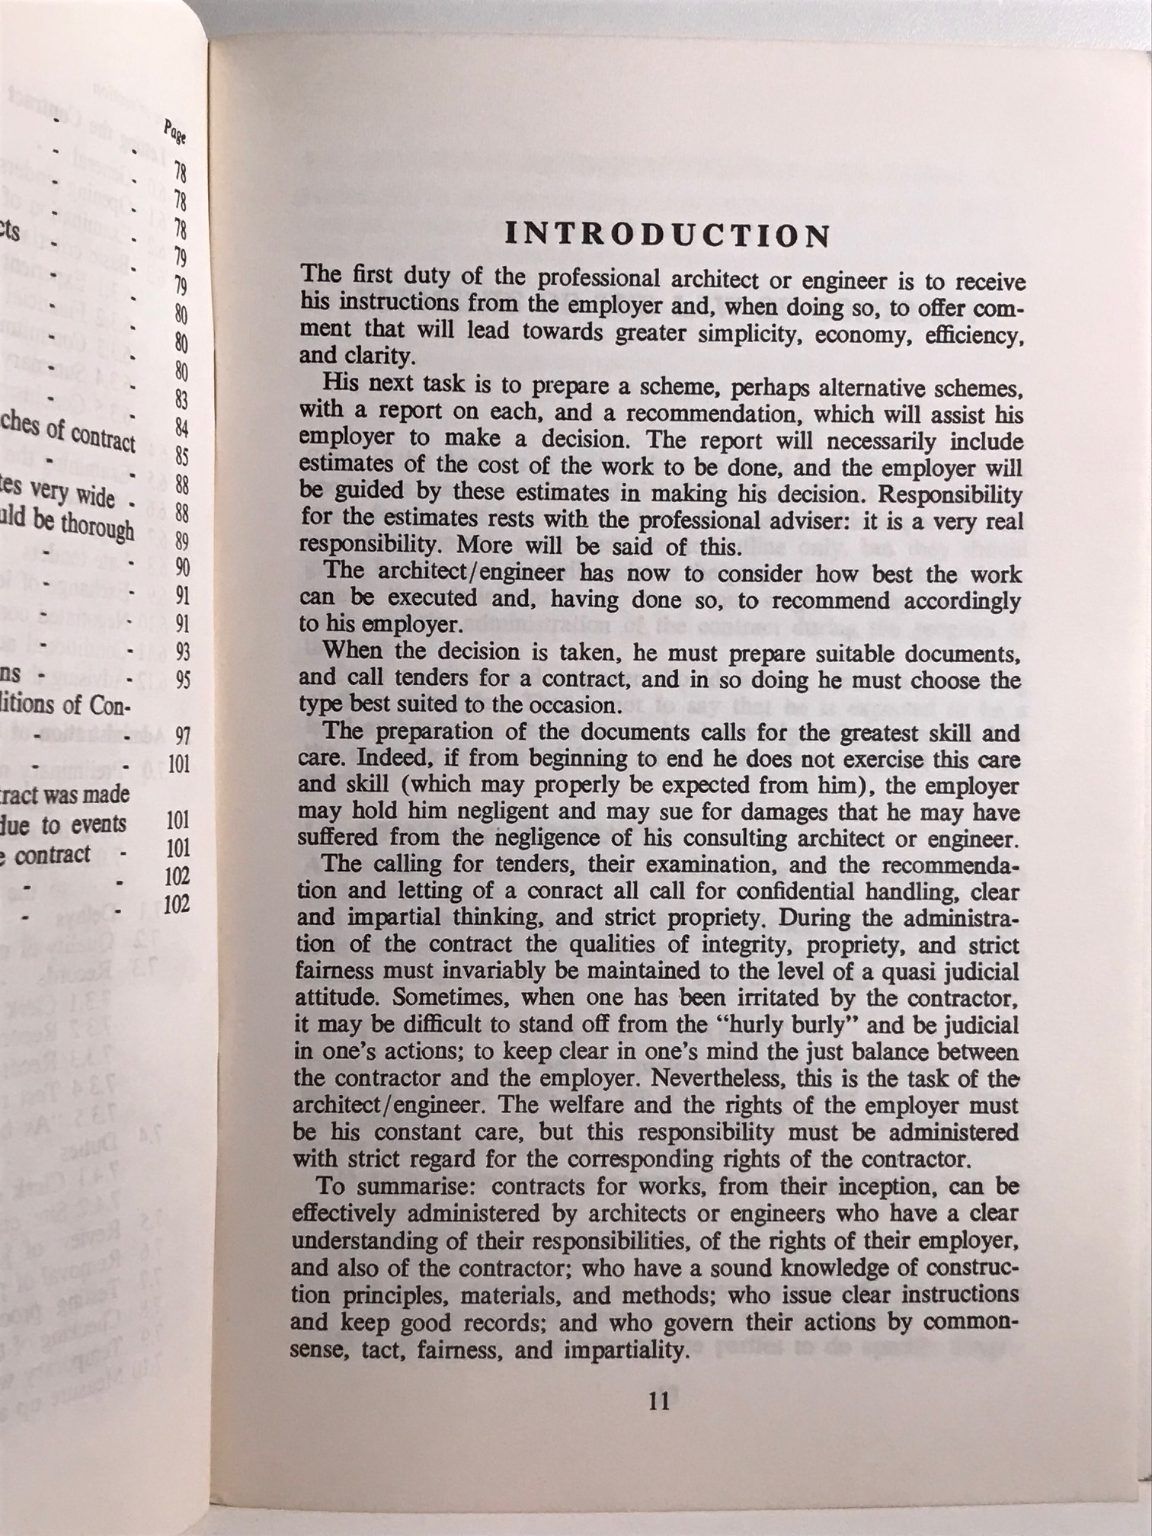 Page
78
78
cts
78
79
79
80
80
80
83
84
ches of contract
85
88
tes very wide -
88
uld be thorough
89
90
91
91
93
ns -
95
litions of Con-
97
101
ract was made
due to events
101
e contract -
101
102
102
INTRODUCTION
The first duty of the professional architect or engineer is to receive
his instructions from the employer and, when doing so, to offer com-
ment that will lead towards greater simplicity, economy, efficiency,
and clarity.
His next task is to prepare a scheme, perhaps alternative schemes,
with a report on each, and a recommendation, which will assist his
employer to make a decision. The report will necessarily include
estimates of the cost of the work to be done, and the employer will
be guided by these estimates in making his decision. Responsibility
for the estimates rests with the professional adviser: it is a very real
responsibility. More will be said of this.
The architect/engineer has now to consider how best the work
can be executed and, having done so, to recommend accordingly
to his employer.
When the decision is taken, he must prepare suitable documents,
and call tenders for a contract, and in so doing he must choose the
type best suited to the occasion.
The preparation of the documents calls for the greatest skill and
care. Indeed, if from beginning to end he does not exercise this care
and skill (which may properly be expected from him), the employer
may hold him negligent and may sue for damages that he may have
suffered from the negligence of his consulting architect or engineer.
The calling for tenders, their examination, and the recommenda-
tion and letting of a conract all call for confidential handling, clear
and impartial thinking, and strict propriety. During the administra-
tion of the contract the qualities of integrity, propriety, and strict
fairness must invariably be maintained to the level of a quasi judicial
attitude. Sometimes, when one has been irritated by the contractor,
it may be difficult to stand off from the “hurly burly” and be judicial
in one’s actions; to keep clear in one’s mind the just balance between
the contractor and the employer. Nevertheless, this is the task of the
architect/engineer. The welfare and the rights of the employer must
be his constant care, but this responsibility must be administered
with strict regard for the corresponding rights of the contractor.
To summarise: contracts for works, from their inception, can be
effectively administered by architects or engineers who have a clear
understanding of their responsibilities, of the rights of their employer,
and also of the contractor; who have a sound knowledge of construc-
tion principles, materials, and methods; who issue clear instructions
and keep good records; and who govern their actions by common-
sense, tact, fairness, and impartiality.
11